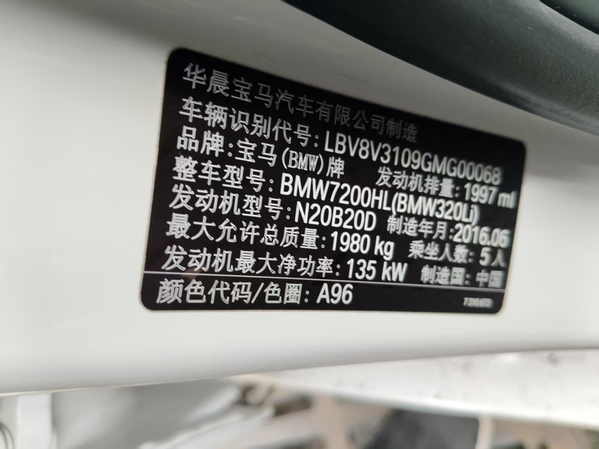 华晨宝马汽车有限公司制造
车辆识别代号: LBV8V3109GMG00068
品牌: 宝马(BMW)牌 发动机排量: 1997 ml
整车型号: BMW7200HL(BMW320Li)
发动机型号: N20B20D 制造年月: 2016.06
最大允许总质量: 1980 kg 乘坐人数: 5人
发动机最大净功率: 135 kW 制造国: 中国
颜色代码/色圈: A96